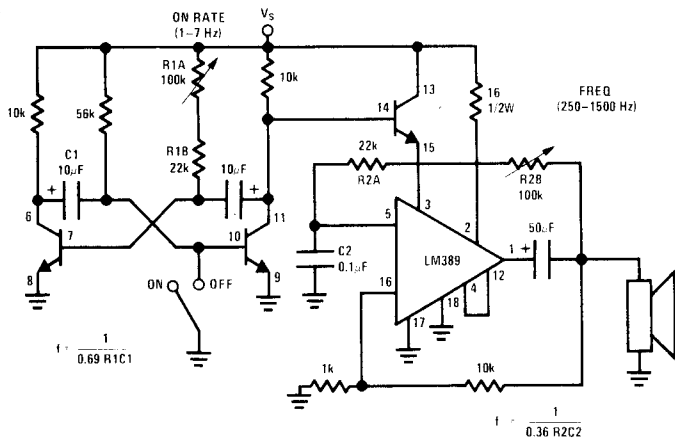 ON RATE
(1–7 Hz)
VS
R1A
100k
10k
13
16
1/2W
FREQ
(250–1500 Hz)
10k
56k
14
15
C1
10µF
+
R1B
22k
10µF
+
22k
R2A
R2B
100k
6
7
8
11
10
9
5
3
2
1
+
50µF
LM389
12
4
18
17
16
C2
0.1µF
ON
OFF
f = 1
0.69 R1C1
1k
10k
f = 1
0.36 R2C2